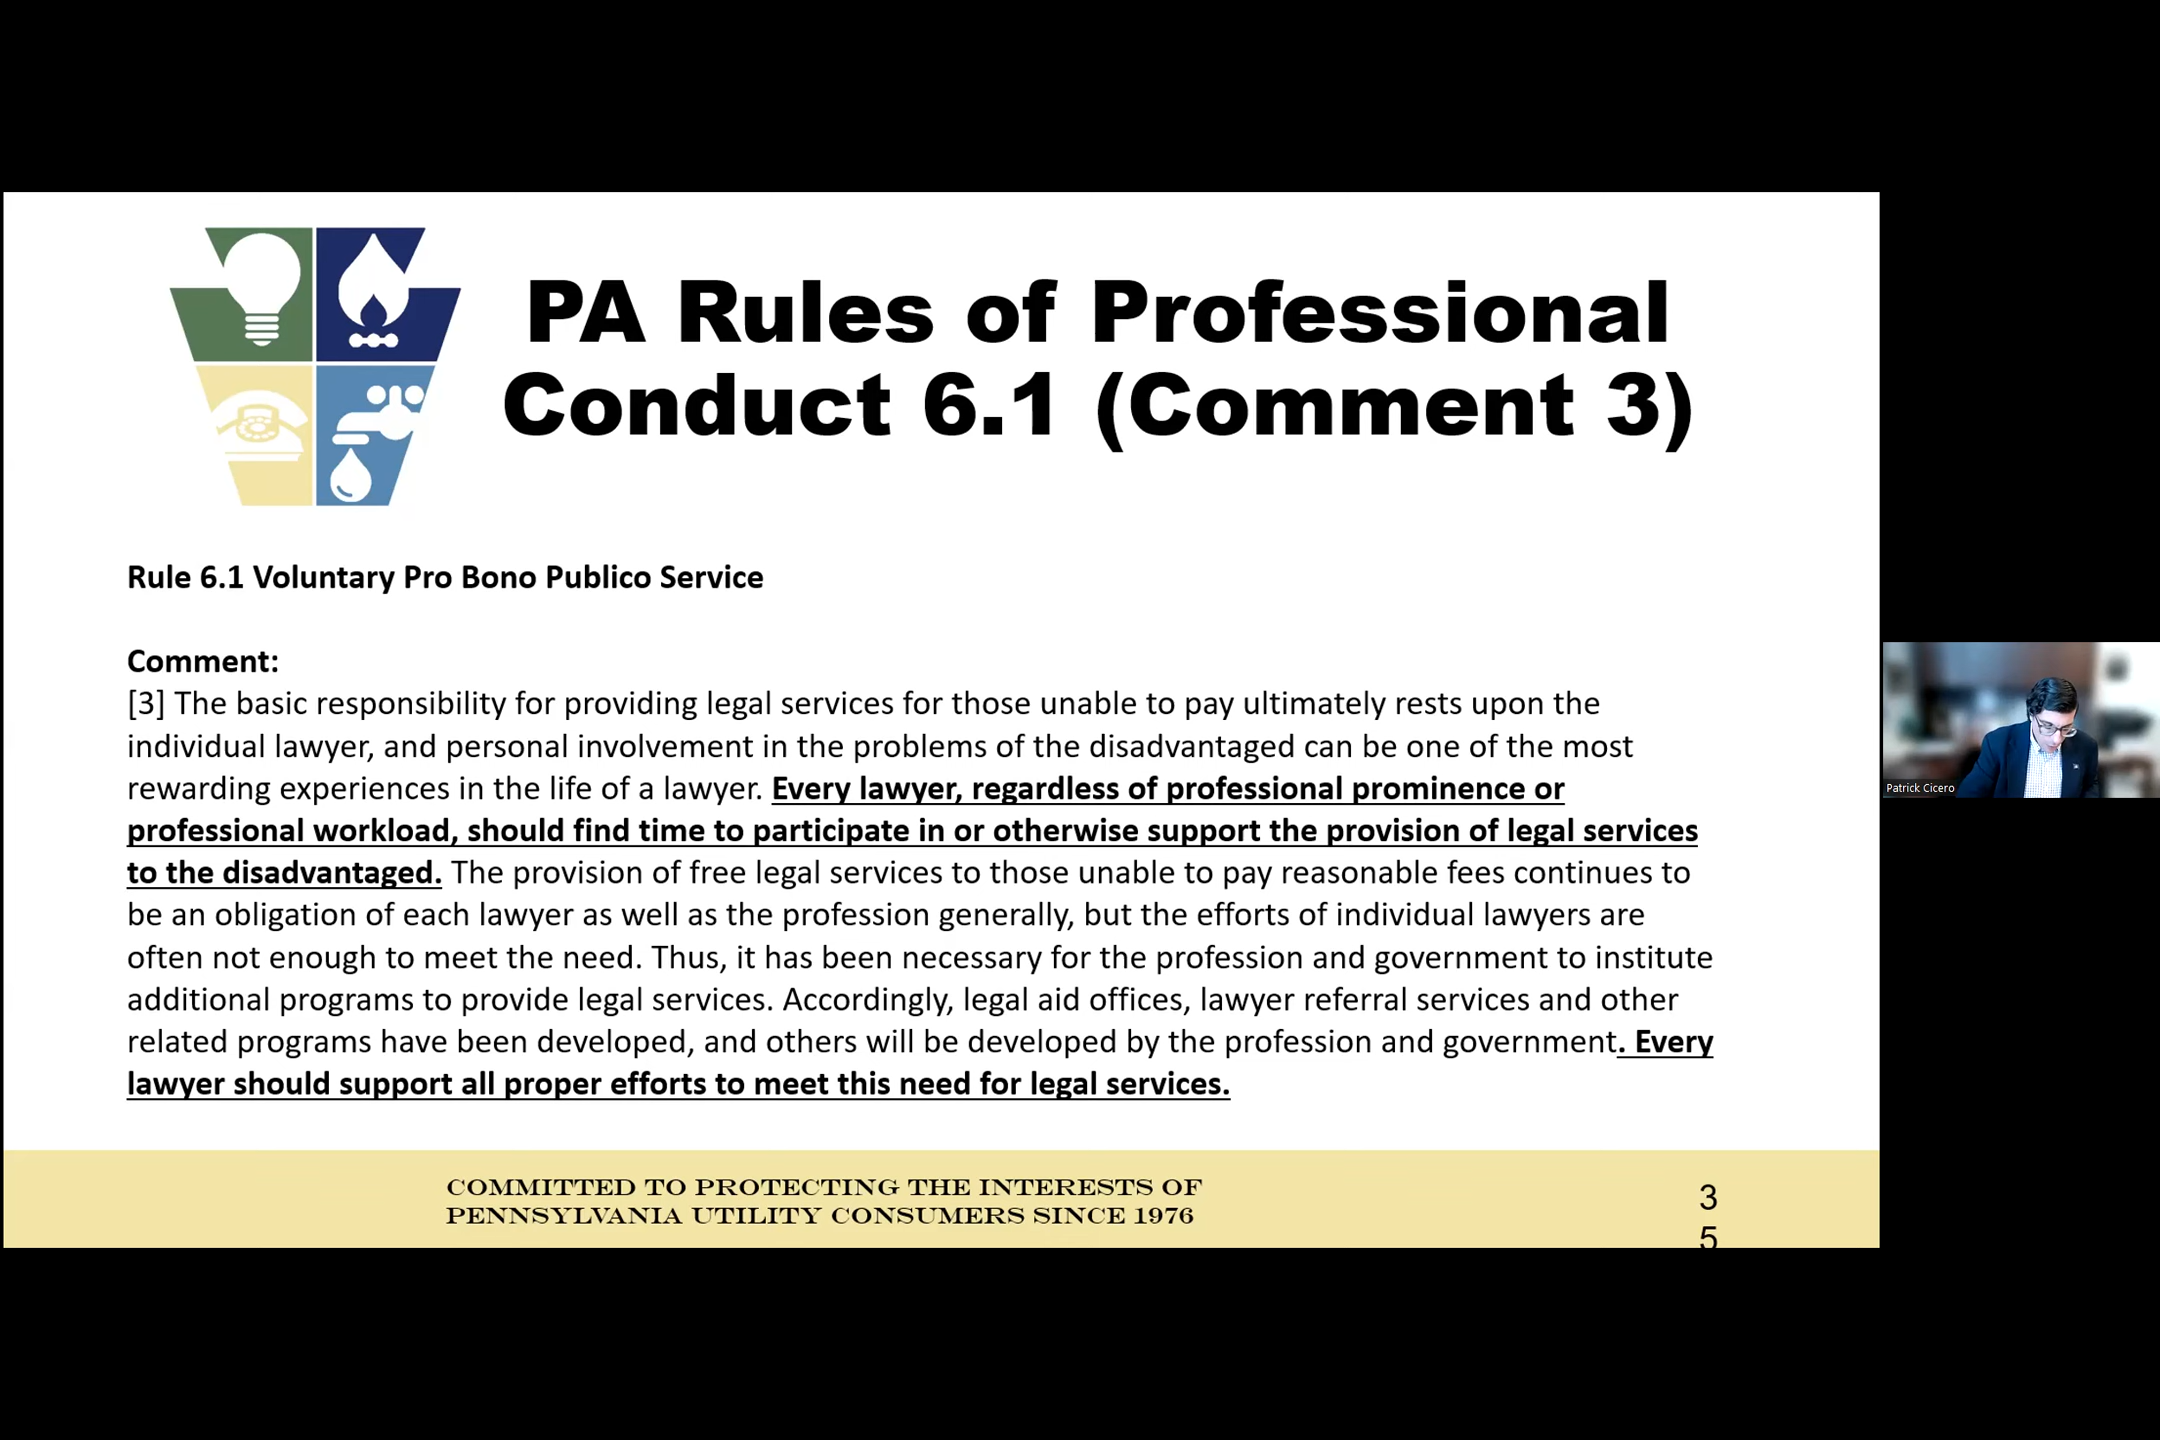 PA Rules of Professional
Conduct 6.1 (Comment 3)
Rule 6.1 Voluntary Pro Bono Publico Service
Comment:
[3] The basic responsibility for providing legal services for those unable to pay ultimately rests upon the
individual lawyer, and personal involvement in the problems of the disadvantaged can be one of the most
rewarding experiences in the life of a lawyer. Every lawyer, regardless of professional prominence or
professional workload, should find time to participate in or otherwise support the provision of legal services
to the disadvantaged. The provision of free legal services to those unable to pay reasonable fees continues to
be an obligation of each lawyer as well as the profession generally, but the efforts of individual lawyers are
often not enough to meet the need. Thus, it has been necessary for the profession and government to institute
additional programs to provide legal services. Accordingly, legal aid offices, lawyer referral services and other
related programs have been developed, and others will be developed by the profession and government. Every
lawyer should support all proper efforts to meet this need for legal services.
COMMITTED TO PROTECTING THE INTERESTS OF
PENNSYLVANIA UTILITY CONSUMERS SINCE 1976
3
5
Patrick Cicero